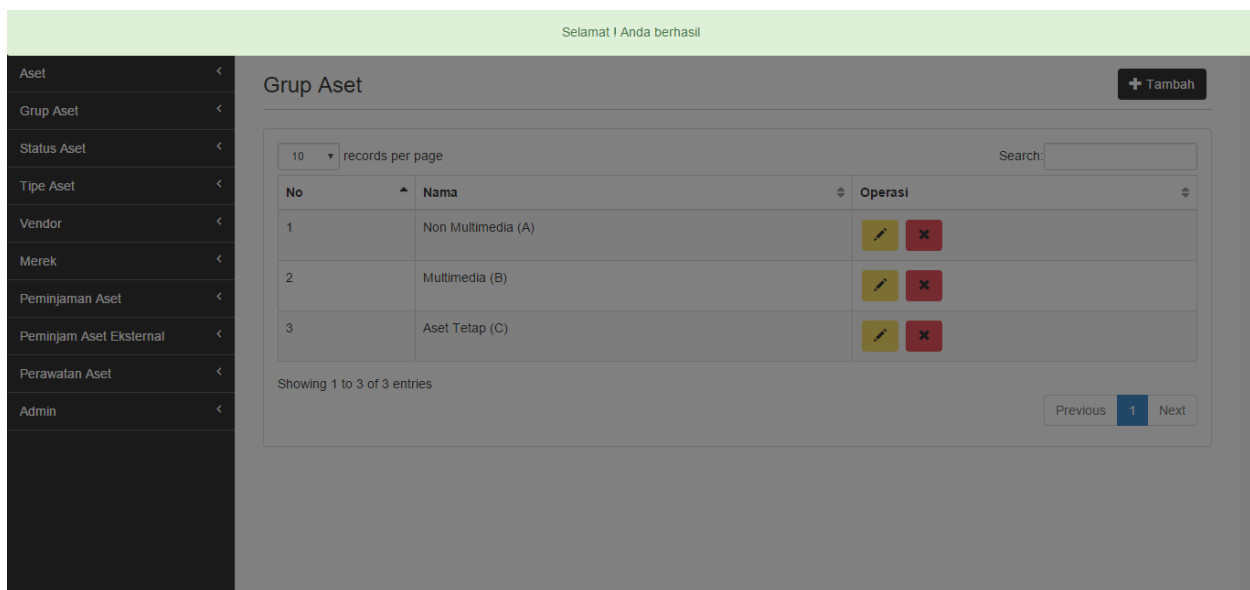 Selamat ! Anda berhasil
Aset
Grup Aset
Status Aset
Tipe Aset
Vendor
Merek
Peminjaman Aset
Peminjam Aset Eksternal
Perawatan Aset
Admin
Grup Aset
Tambah
10 records per page
Search:
No Nama Operasi
1 Non Multimedia (A)
2 Multimedia (B)
3 Aset Tetap (C)
Showing 1 to 3 of 3 entries
Previous 1 Next